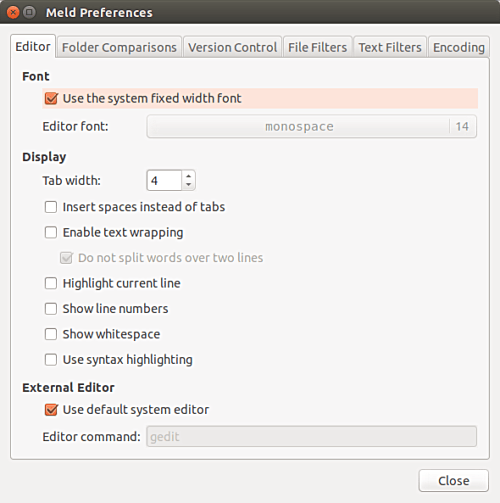 Meld Preferences
Editor Folder Comparisons Version Control File Filters Text Filters Encoding
Font
Use the system fixed width font
Editor font: monospace 14
Display
Tab width: 4
Insert spaces instead of tabs
Enable text wrapping
Do not split words over two lines
Highlight current line
Show line numbers
Show whitespace
Use syntax highlighting
External Editor
Use default system editor
Editor command: gedit
Close